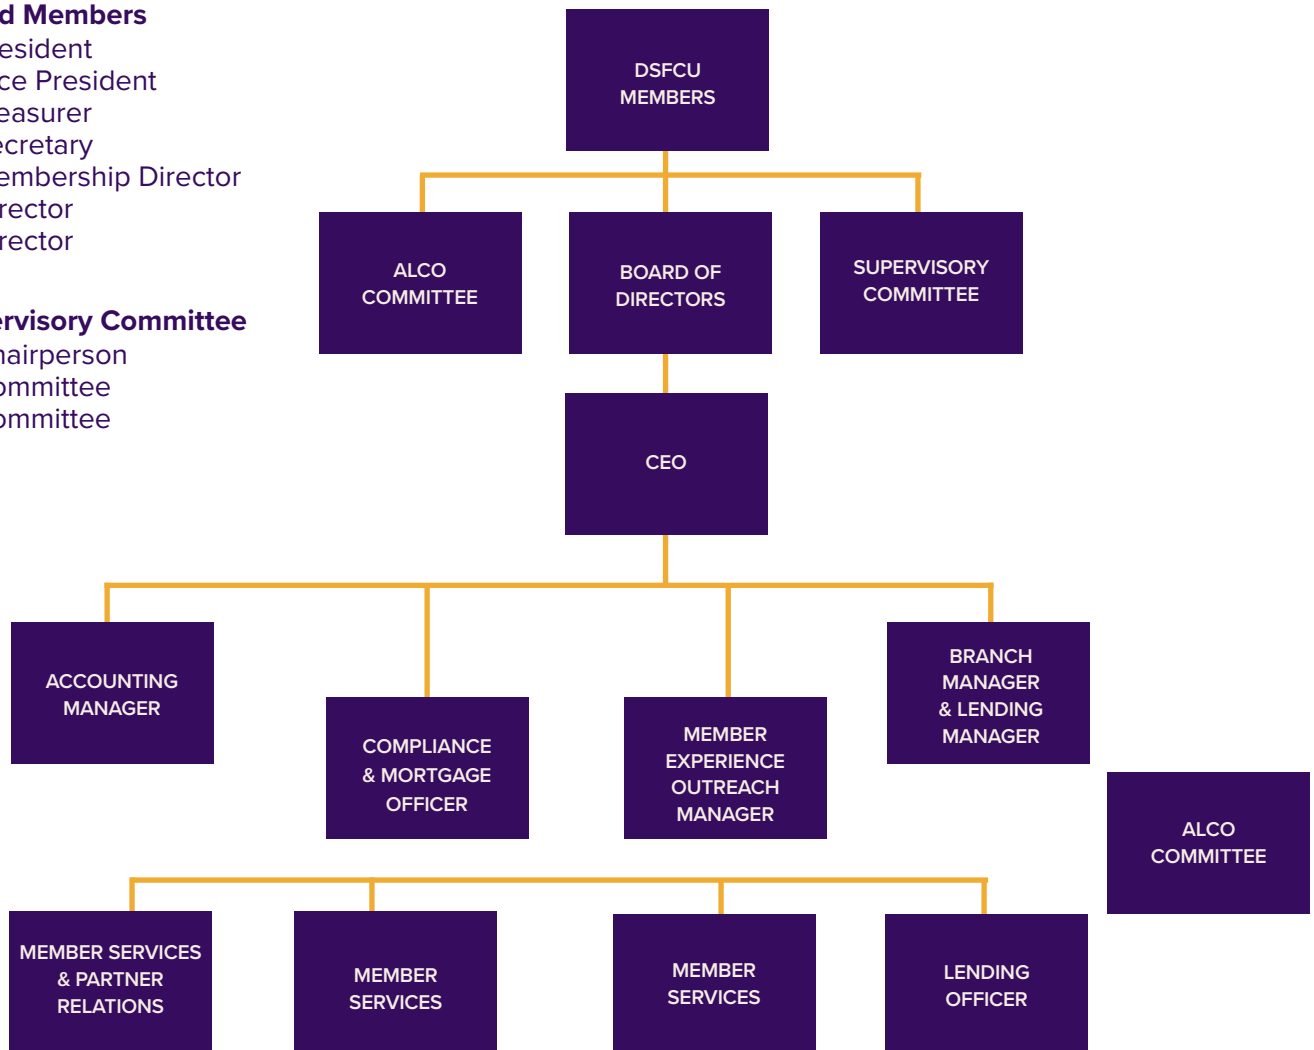 d Members
esident
ce President
easurer
ecretary
embership Director
rector
rector
ervisory Committee
hairperson
ommittee
ommittee
DSFCU
MEMBERS
ALCO
COMMITTEE
BOARD OF
DIRECTORS
SUPERVISORY
COMMITTEE
CEO
ACCOUNTING
MANAGER
COMPLIANCE
& MORTGAGE
OFFICER
MEMBER
EXPERIENCE
OUTREACH
MANAGER
BRANCH
MANAGER
& LENDING
MANAGER
ALCO
COMMITTEE
MEMBER SERVICES
& PARTNER
RELATIONS
MEMBER
SERVICES
MEMBER
SERVICES
LENDING
OFFICER